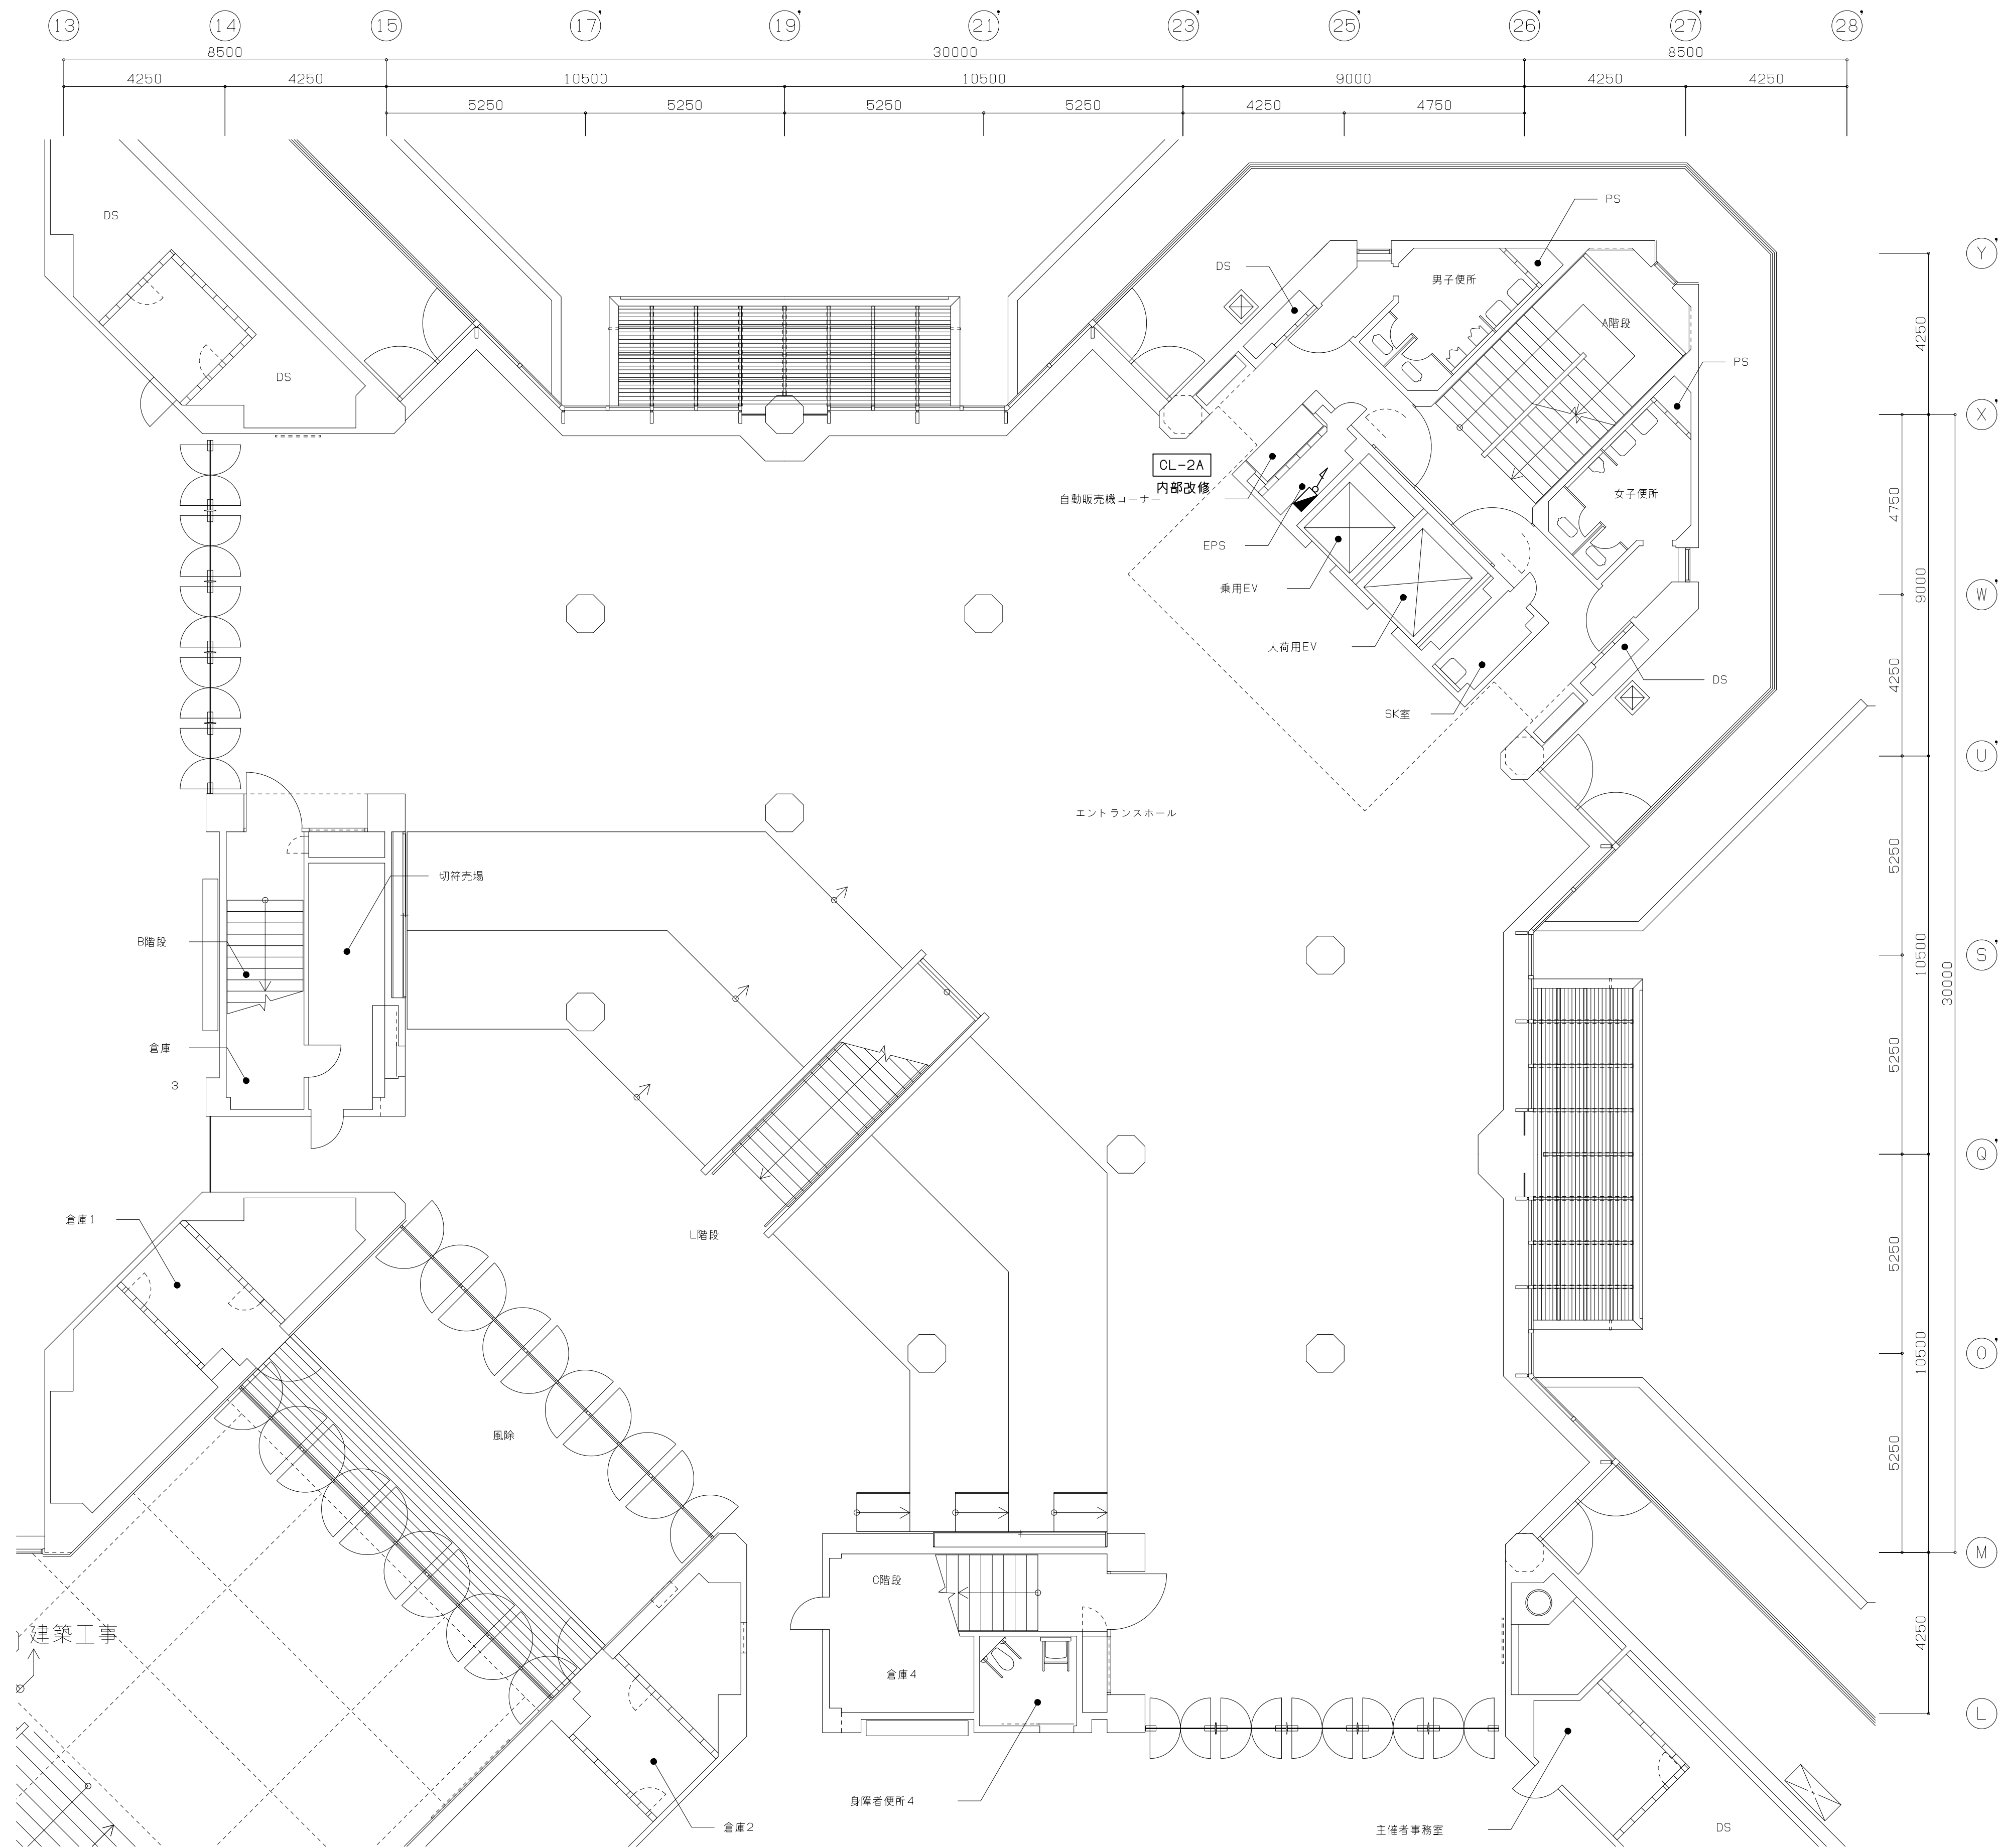 13 14 15 17' 19' 21' 23' 25' 26' 27' 28'
8500 30000 8500
4250 4250 10500 10500 9000 4250 4250
5250 5250 5250 5250 4250 4750
PS
DS
DS
男子便所
A階段
PS
DS
CL-2A
内部改修
自動販売機コーナー
女子便所
EPS
乗用EV
人荷用EV
DS
SK室
エントランスホール
切符売場
B階段
倉庫
3
倉庫1
L階段
風除
C階段
建築工事
倉庫4
身障者便所4
倉庫2
主催者事務室
DS
Y'
4250
X'
4750
9000
W'
4250
U'
5250
10500
S'
30000
5250
Q'
5250
10500
O'
5250
M'
4250
L'